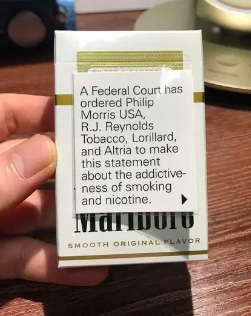 A Federal Court has
ordered Philip
Morris USA,
R.J. Reynolds
Tobacco, Lorillard,
and Altria to make
this statement
about the addictive-
ness of smoking
and nicotine.
Marlboro
SMOOTH ORIGINAL FLAVOR